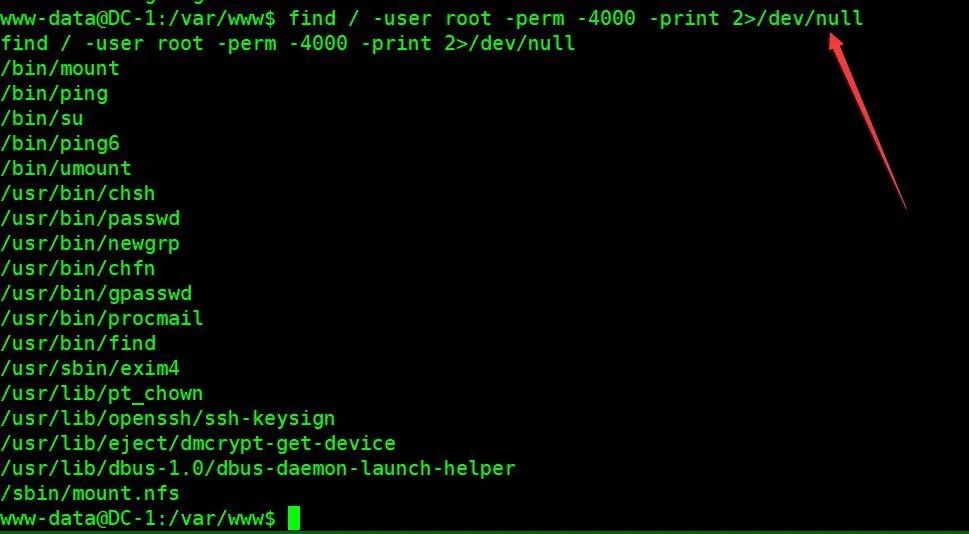 www-data@DC-1:/var/www$ find / -user root -perm -4000 -print 2>/dev/null
find / -user root -perm -4000 -print 2>/dev/null
/bin/mount
/bin/ping
/bin/su
/bin/ping6
/bin/umount
/usr/bin/chsh
/usr/bin/passwd
/usr/bin/newgrp
/usr/bin/chfn
/usr/bin/gpasswd
/usr/bin/procmail
/usr/bin/find
/usr/sbin/exim4
/usr/lib/pt_chown
/usr/lib/openssh/ssh-keysign
/usr/lib/eject/dmcrypt-get-device
/usr/lib/dbus-1.0/dbus-daemon-launch-helper
/sbin/mount.nfs
www-data@DC-1:/var/www$